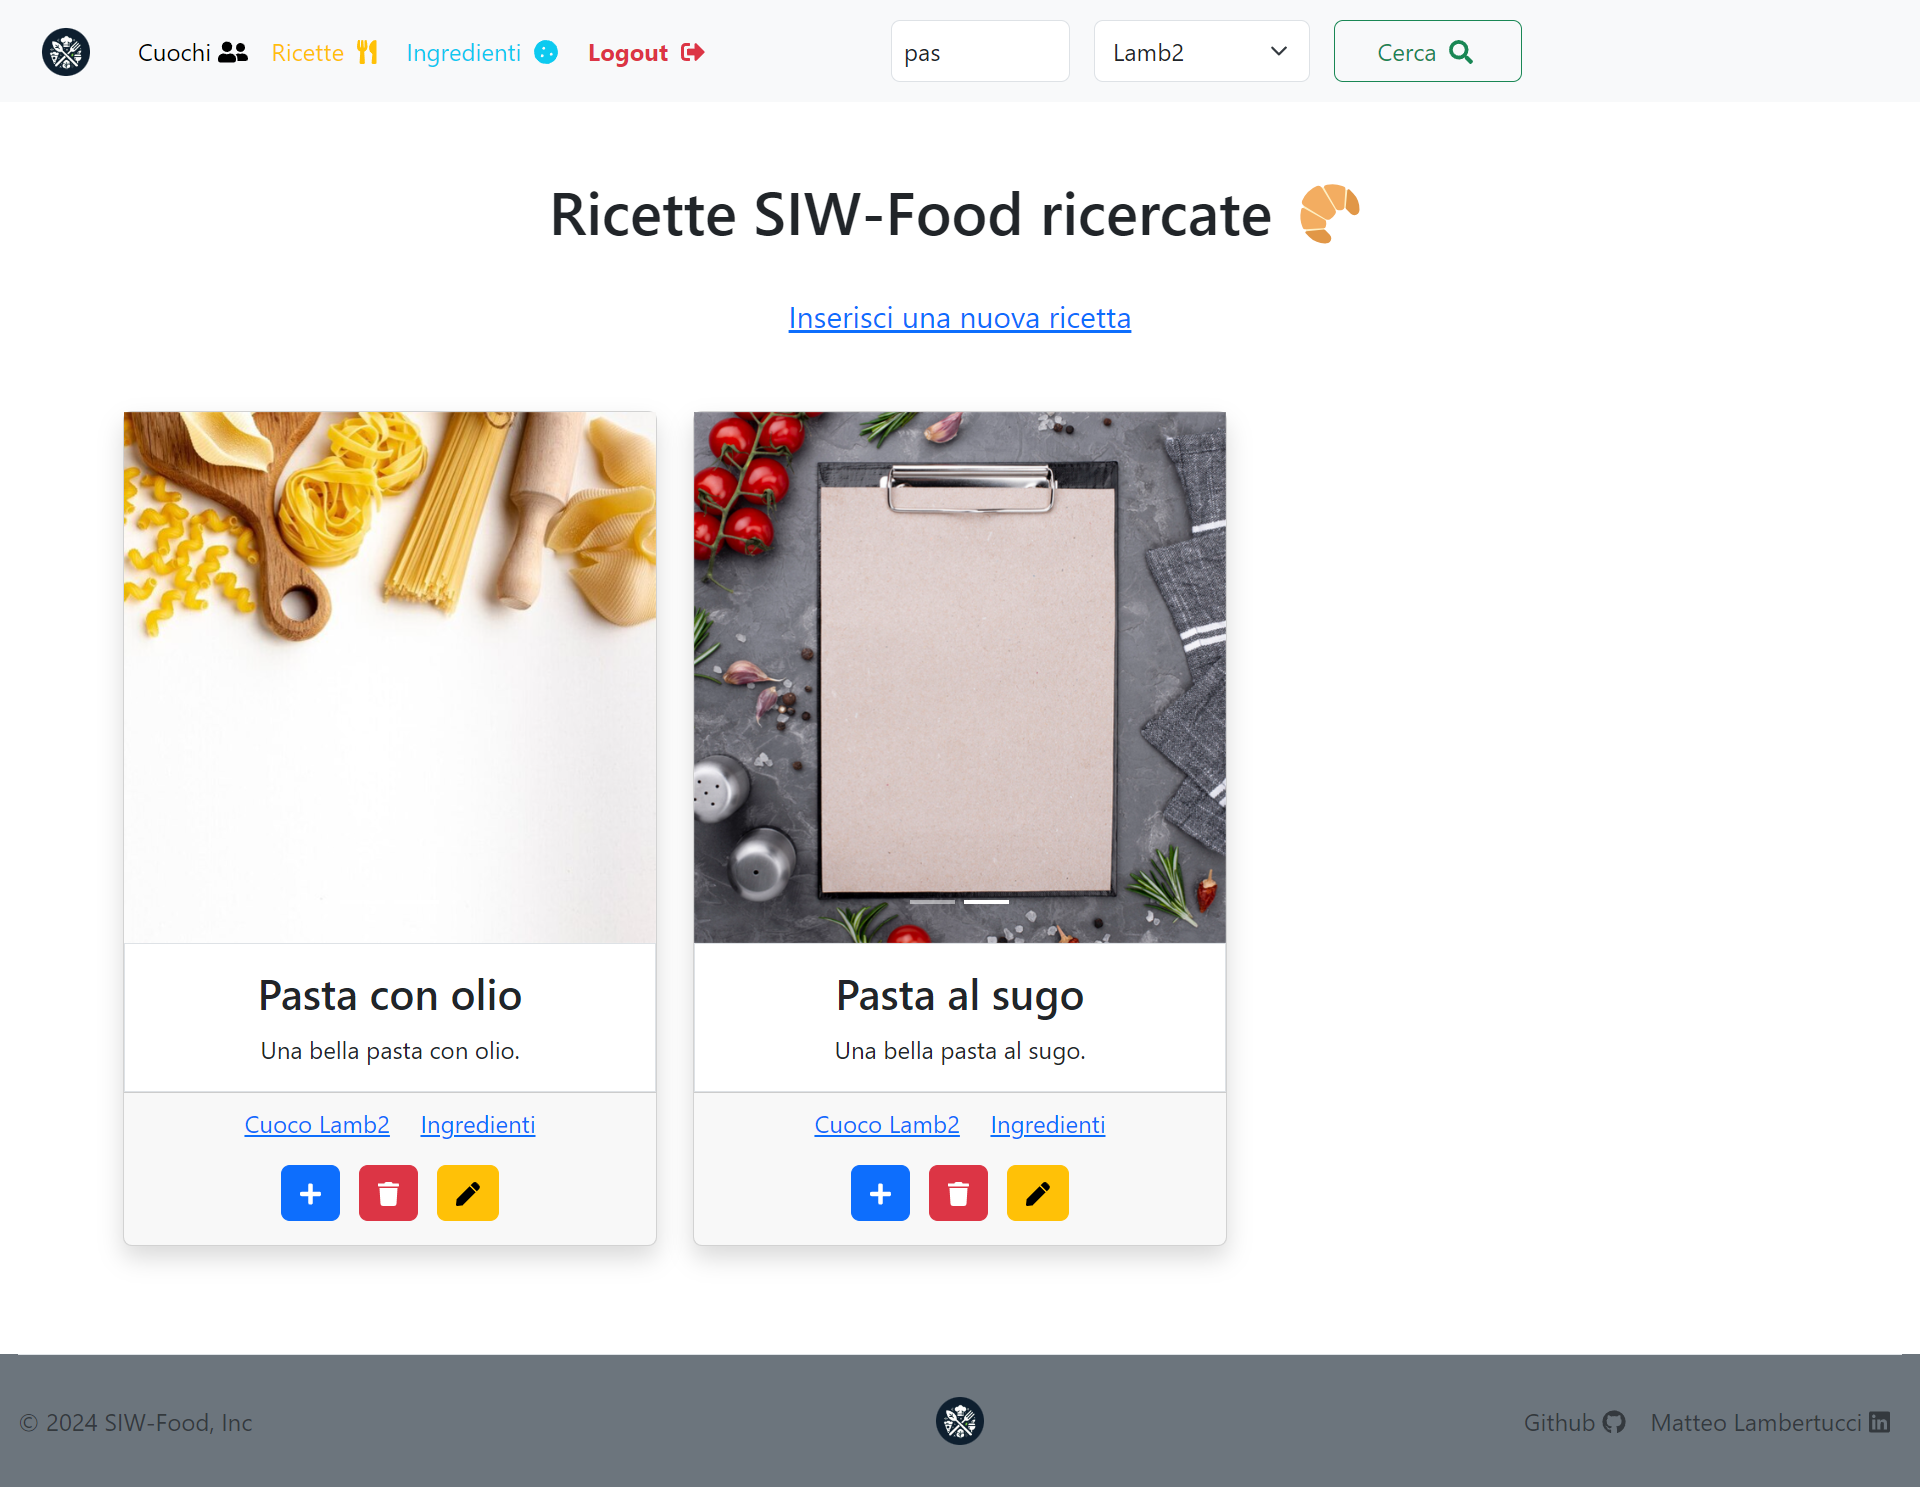 Cuochi Ricette Ingredienti Logout pas Lamb2 Cerca
Ricette SIW-Food ricercate
Inserisci una nuova ricetta
Pasta con olio
Una bella pasta con olio.
Cuoco Lamb2 Ingredienti
Pasta al sugo
Una bella pasta al sugo.
Cuoco Lamb2 Ingredienti
© 2024 SIW-Food, Inc
Github Matteo Lambertucci